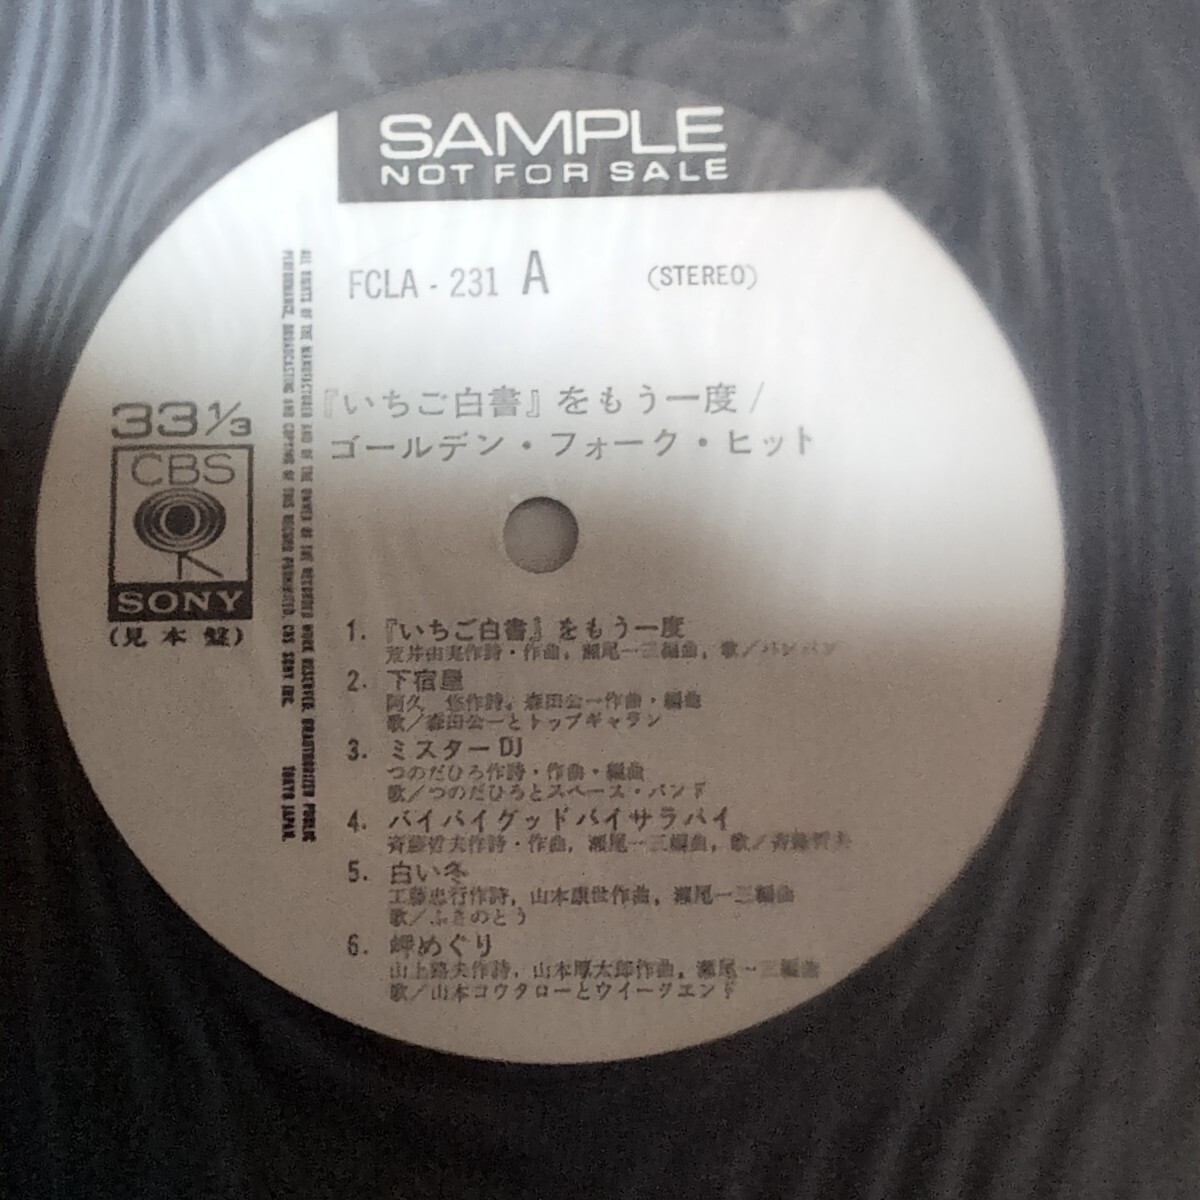 SAMPLE
NOT FOR SALE
FCLA - 231 A (STEREO)
『いちご白書』をもう一度/
ゴールデン・フォーク・ヒット
33 1/3
CBS
SONY
(見本盤)
ALL RIGHTS OF THE MANUFACTURER AND OF THE OWNER OF THE RECORDED WORK RESERVED. UNAUTHORIZED PUBLIC
PERFORMANCE, BROADCASTING AND COPYING OF THIS RECORD PROHIBITED. CBS SONY INC. TOKYO JAPAN.
1. 『いちご白書』をもう一度
荒井由実作詩・作曲, 瀬尾一三編曲, 歌/バンバン
2. 下宿屋
阿久 悠作詩, 森田公一作曲・編曲
歌/森田公一とトップギャラン
3. ミスターDJ
つのだひろ作詩・作曲・編曲
歌/つのだひろとスペース・バンド
4. バイバイグッドバイサラバイ
斉藤哲夫作詩・作曲, 瀬尾一三編曲, 歌/斉藤哲夫
5. 白い冬
工藤忠行作詩, 山本康世作曲, 瀬尾一三編曲
歌/ふきのとう
6. 岬めぐり
山上路夫作詩, 山本厚太郎作曲, 瀬尾一三編曲
歌/山本コウタローとウイークエンド